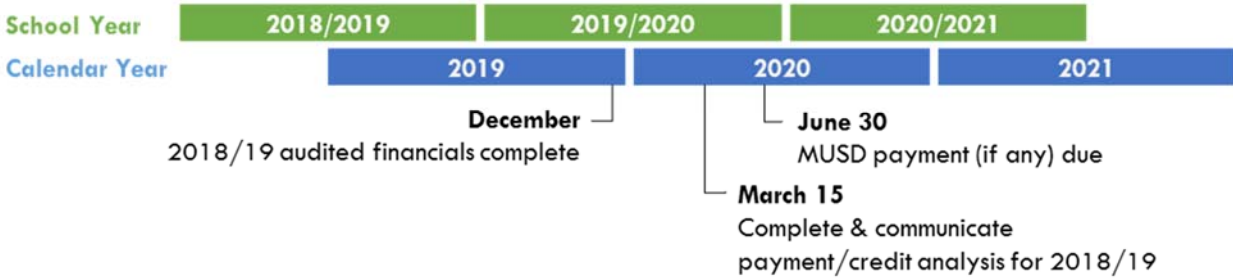 School Year 2018/2019 2019/2020 2020/2021
Calendar Year 2019 2020 2021
December
2018/19 audited financials complete
June 30
MUSD payment (if any) due
March 15
Complete & communicate
payment/credit analysis for 2018/19